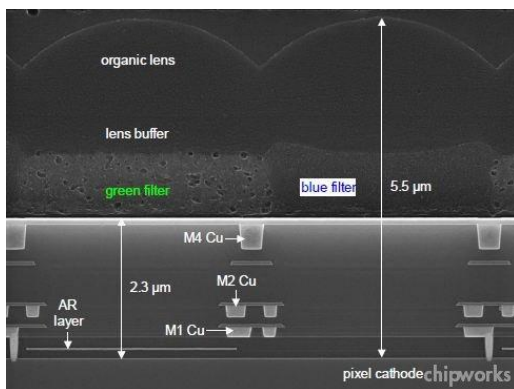 organic lens
lens buffer
green filter
blue filter
5.5 µm
M4 Cu
2.3 µm
M2 Cu
AR
layer
M1 Cu
pixel cathode
chipworks